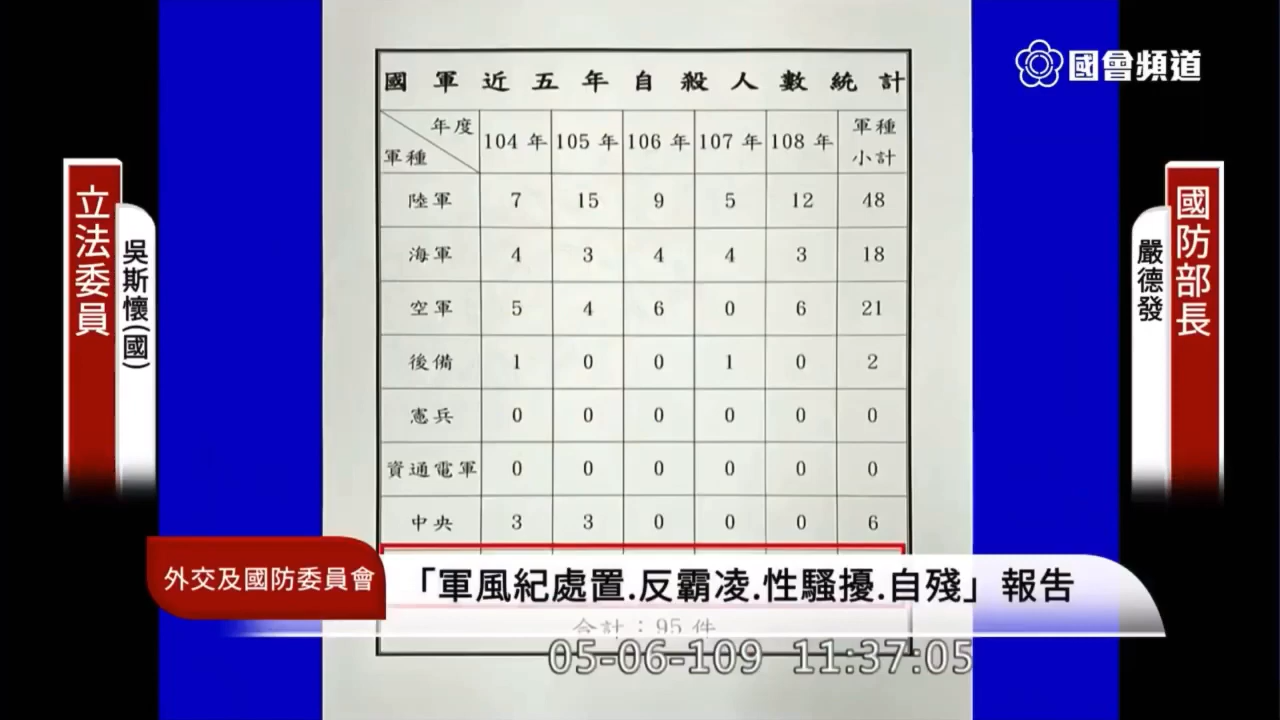 國會頻道
國軍近五年自殺人數統計
年度 軍種 104年 105年 106年 107年 108年 軍種小計
陸軍 7 15 9 5 12 48
海軍 4 3 4 4 3 18
空軍 5 4 6 0 6 21
後備 1 0 0 1 0 2
憲兵 0 0 0 0 0 0
資通電軍 0 0 0 0 0 0
中央 3 3 0 0 0 6
合計：95件
立法委員
吳斯懷(國)
國防部長
嚴德發
外交及國防委員會
「軍風紀處置.反霸凌.性騷擾.自殘」報告
05-06-109 11:37:05